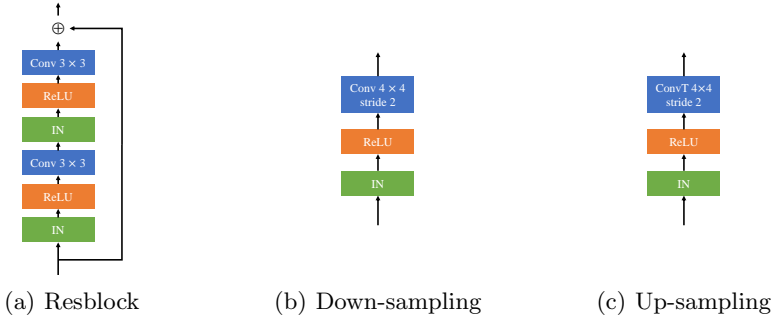 ⊕
Conv 3 × 3
ReLU
IN
Conv 3 × 3
ReLU
IN
(a) Resblock
Conv 4 × 4
stride 2
ReLU
IN
(b) Down-sampling
ConvT 4×4
stride 2
ReLU
IN
(c) Up-sampling